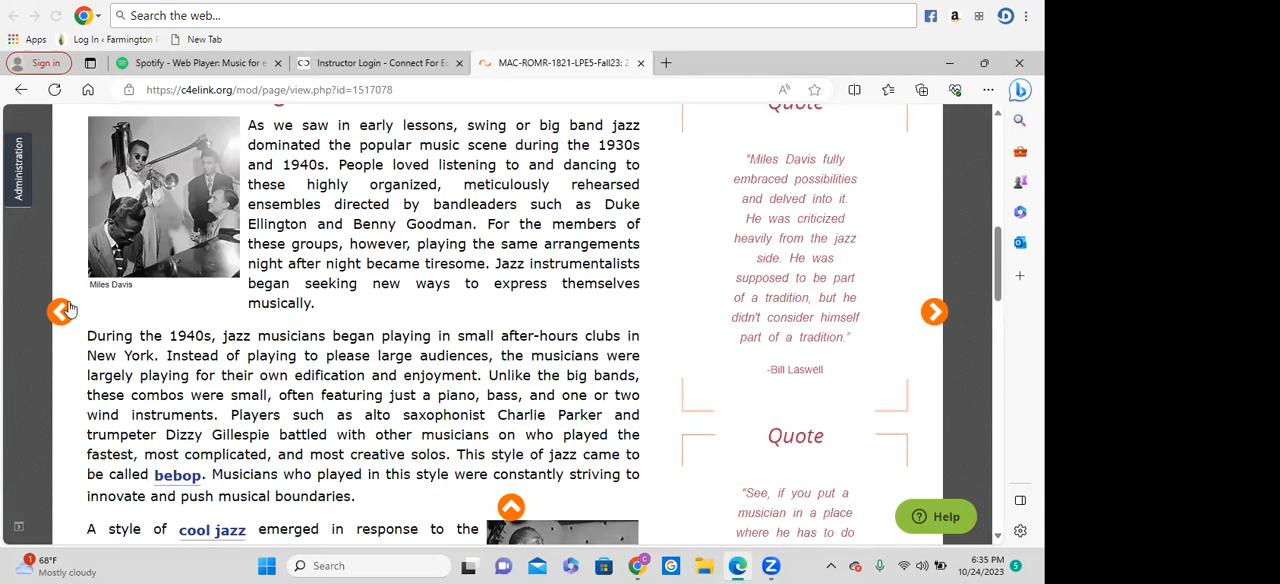 Search the web...
Apps
Log In ‹ Farmington
New Tab
Sign in
Spotify - Web Player: Music for e
Instructor Login - Connect For Ec
MAC-ROMR-1821-LPE5-Fall23: 2
https://c4elink.org/mod/page/view.php?id=1517078
Administration
Miles Davis
As we saw in early lessons, swing or big band jazz
dominated the popular music scene during the 1930s
and 1940s. People loved listening to and dancing to
these highly organized, meticulously rehearsed
ensembles directed by bandleaders such as Duke
Ellington and Benny Goodman. For the members of
these groups, however, playing the same arrangements
night after night became tiresome. Jazz instrumentalists
began seeking new ways to express themselves
musically.
During the 1940s, jazz musicians began playing in small after-hours clubs in
New York. Instead of playing to please large audiences, the musicians were
largely playing for their own edification and enjoyment. Unlike the big bands,
these combos were small, often featuring just a piano, bass, and one or two
wind instruments. Players such as alto saxophonist Charlie Parker and
trumpeter Dizzy Gillespie battled with other musicians on who played the
fastest, most complicated, and most creative solos. This style of jazz came to
be called bebop. Musicians who played in this style were constantly striving to
innovate and push musical boundaries.
A style of cool jazz emerged in response to the
Quote
"Miles Davis fully
embraced possibilities
and delved into it.
He was criticized
heavily from the jazz
side. He was
supposed to be part
of a tradition, but he
didn't consider himself
part of a tradition."
-Bill Laswell
Quote
"See, if you put a
musician in a place
where he has to do
Help
1
68°F
Mostly cloudy
Search
6:35 PM
10/24/2023
5